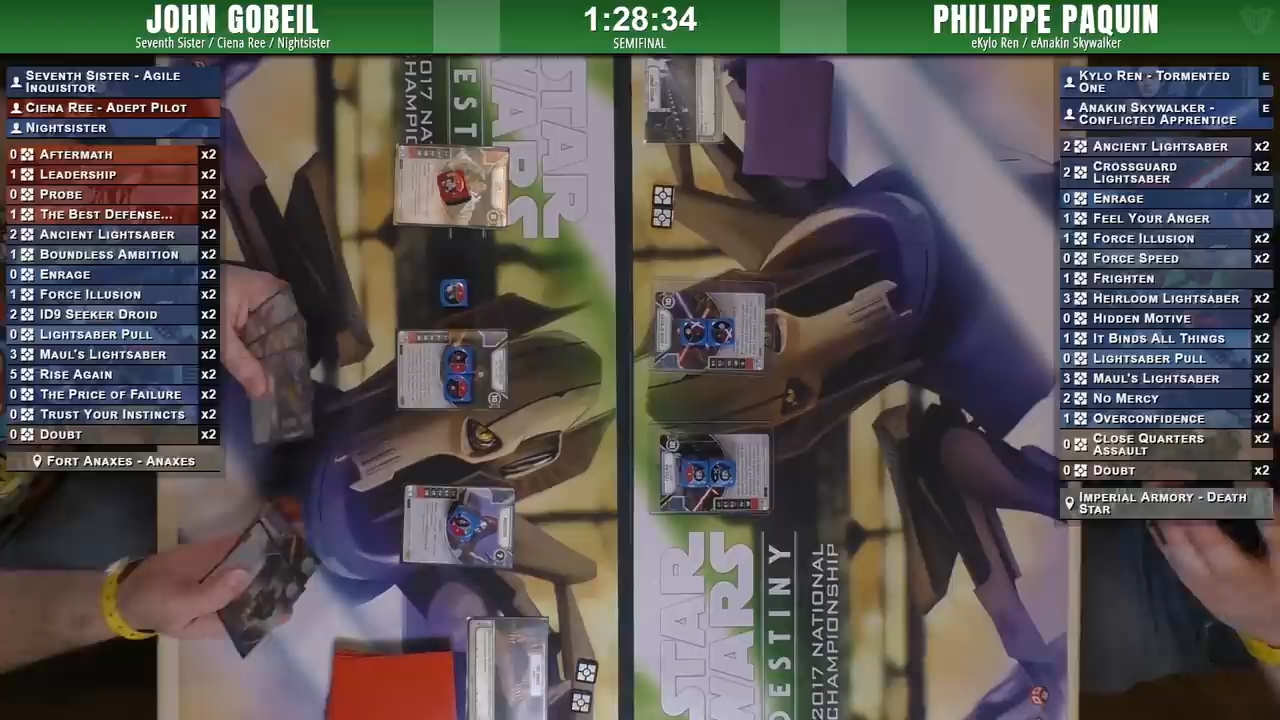 JOHN GOBEIL
Seventh Sister / Ciena Ree / Nightsister
1:28:34
SEMIFINAL
PHILIPPE PAQUIN
eKylo Ren / eAnakin Skywalker
SEVENTH SISTER - AGILE
INQUISITOR
CIENA REE - ADEPT PILOT
NIGHTSISTER
0 AFTERMATH x2
1 LEADERSHIP x2
0 PROBE x2
1 THE BEST DEFENSE... x2
2 ANCIENT LIGHTSABER x2
1 BOUNDLESS AMBITION x2
0 ENRAGE x2
1 FORCE ILLUSION x2
2 ID9 SEEKER DROID x2
0 LIGHTSABER PULL x2
3 MAUL'S LIGHTSABER x2
5 RISE AGAIN x2
0 THE PRICE OF FAILURE x2
0 TRUST YOUR INSTINCTS x2
0 DOUBT x2
FORT ANAXES - ANAXES
KYLO REN - TORMENTED E
ONE
ANAKIN SKYWALKER - E
CONFLICTED APPRENTICE
2 ANCIENT LIGHTSABER x2
2 CROSSGUARD x2
LIGHTSABER
0 ENRAGE x2
1 FEEL YOUR ANGER
1 FORCE ILLUSION x2
0 FORCE SPEED x2
1 FRIGHTEN
3 HEIRLOOM LIGHTSABER x2
0 HIDDEN MOTIVE x2
1 IT BINDS ALL THINGS x2
0 LIGHTSABER PULL x2
3 MAUL'S LIGHTSABER x2
2 NO MERCY x2
1 OVERCONFIDENCE x2
0 CLOSE QUARTERS x2
ASSAULT
0 DOUBT x2
IMPERIAL ARMORY - DEATH
STAR
STAR
WARS
EST
2017 NA
CHAMPIO
STAR
WARS
DESTINY
2017 NATIONAL
CHAMPIONSHIP